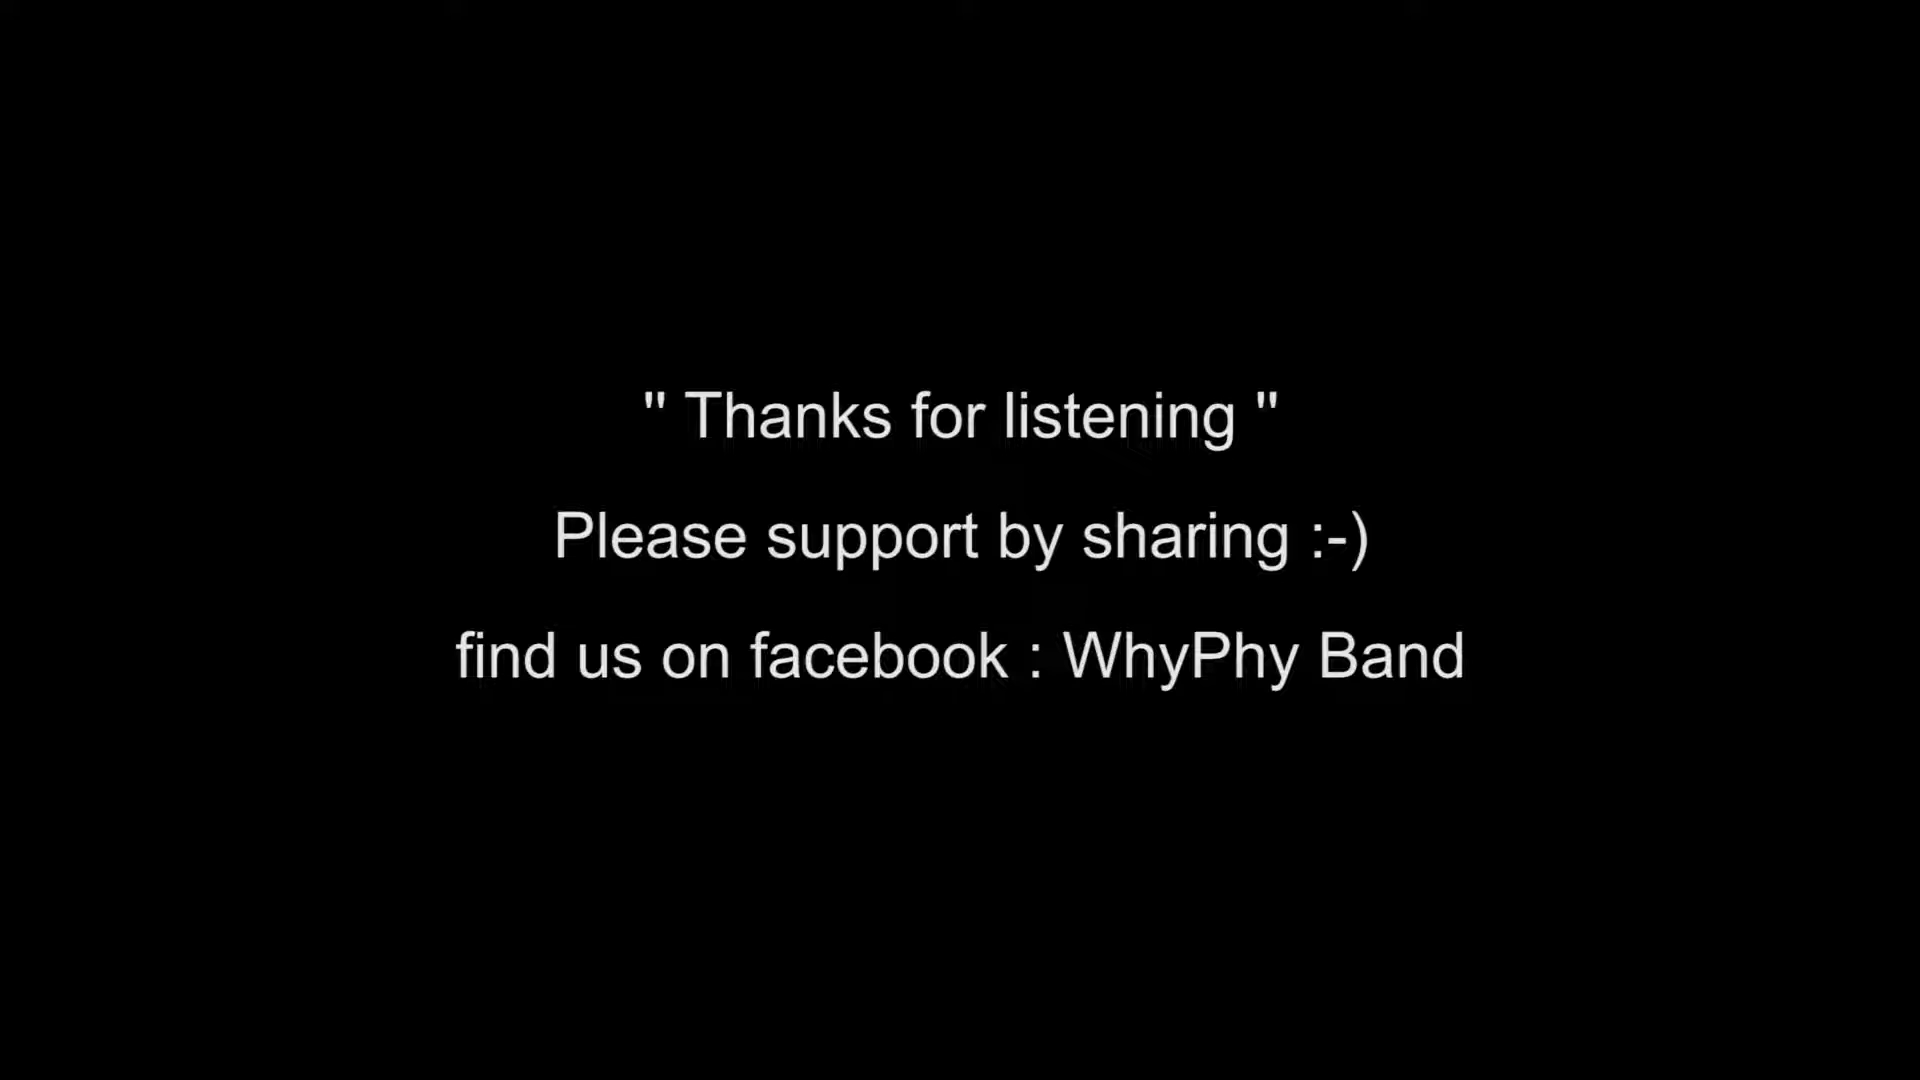 " Thanks for listening "
Please support by sharing :-)
find us on facebook : WhyPhy Band